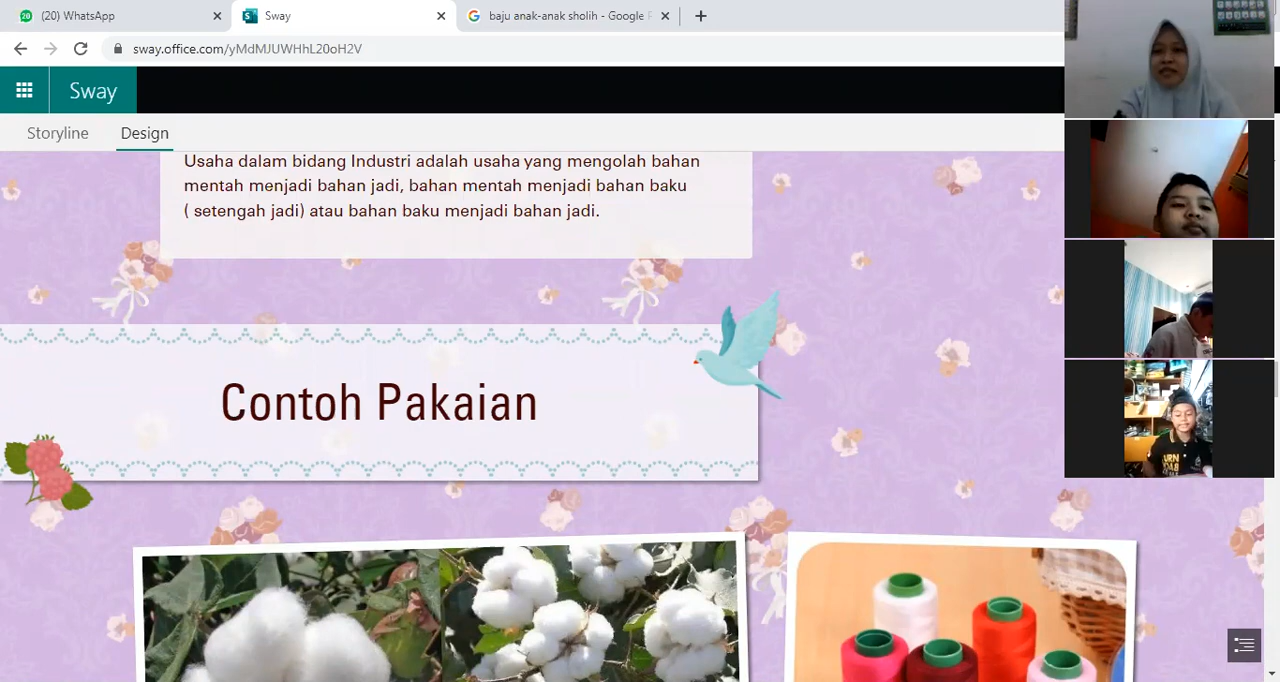 (20) WhatsApp
Sway
baju anak-anak sholih - Google
sway.office.com/yMdMJUWHhL20oH2V
Sway
Storyline
Design
Usaha dalam bidang Industri adalah usaha yang mengolah bahan
mentah menjadi bahan jadi, bahan mentah menjadi bahan baku
( setengah jadi) atau bahan baku menjadi bahan jadi.
Contoh Pakaian